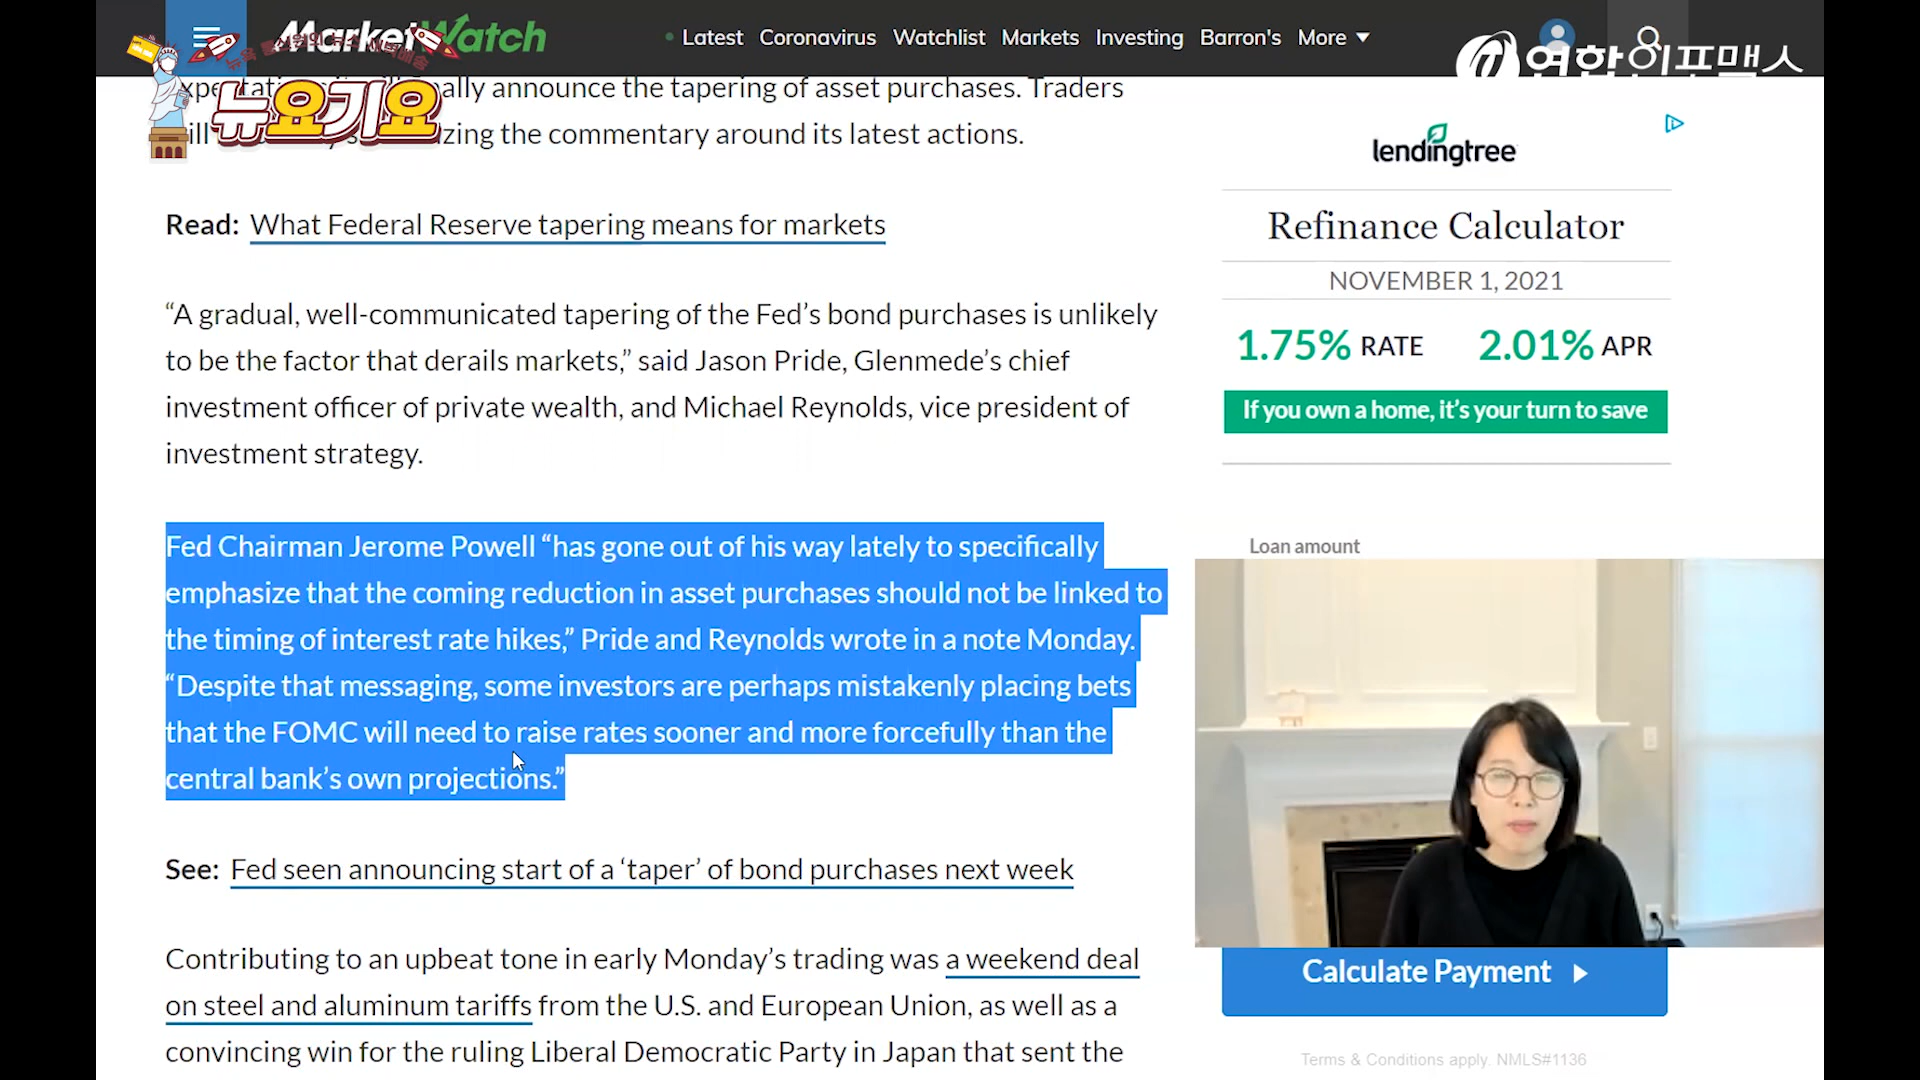 MarketWatch
Latest Coronavirus Watchlist Markets Investing Barron's More
연합인포맥스
뉴요기요
ally announce the tapering of asset purchases. Traders
zing the commentary around its latest actions.
Read: What Federal Reserve tapering means for markets
“A gradual, well-communicated tapering of the Fed’s bond purchases is unlikely
to be the factor that derails markets,” said Jason Pride, Glenmede’s chief
investment officer of private wealth, and Michael Reynolds, vice president of
investment strategy.
Fed Chairman Jerome Powell “has gone out of his way lately to specifically
emphasize that the coming reduction in asset purchases should not be linked to
the timing of interest rate hikes,” Pride and Reynolds wrote in a note Monday.
“Despite that messaging, some investors are perhaps mistakenly placing bets
that the FOMC will need to raise rates sooner and more forcefully than the
central bank’s own projections.”
See: Fed seen announcing start of a ‘taper’ of bond purchases next week
Contributing to an upbeat tone in early Monday’s trading was a weekend deal
on steel and aluminum tariffs from the U.S. and European Union, as well as a
convincing win for the ruling Liberal Democratic Party in Japan that sent the
lendingtree
Refinance Calculator
NOVEMBER 1, 2021
1.75% RATE 2.01% APR
If you own a home, it’s your turn to save
Loan amount
Calculate Payment
Terms & Conditions apply. NMLS#1136